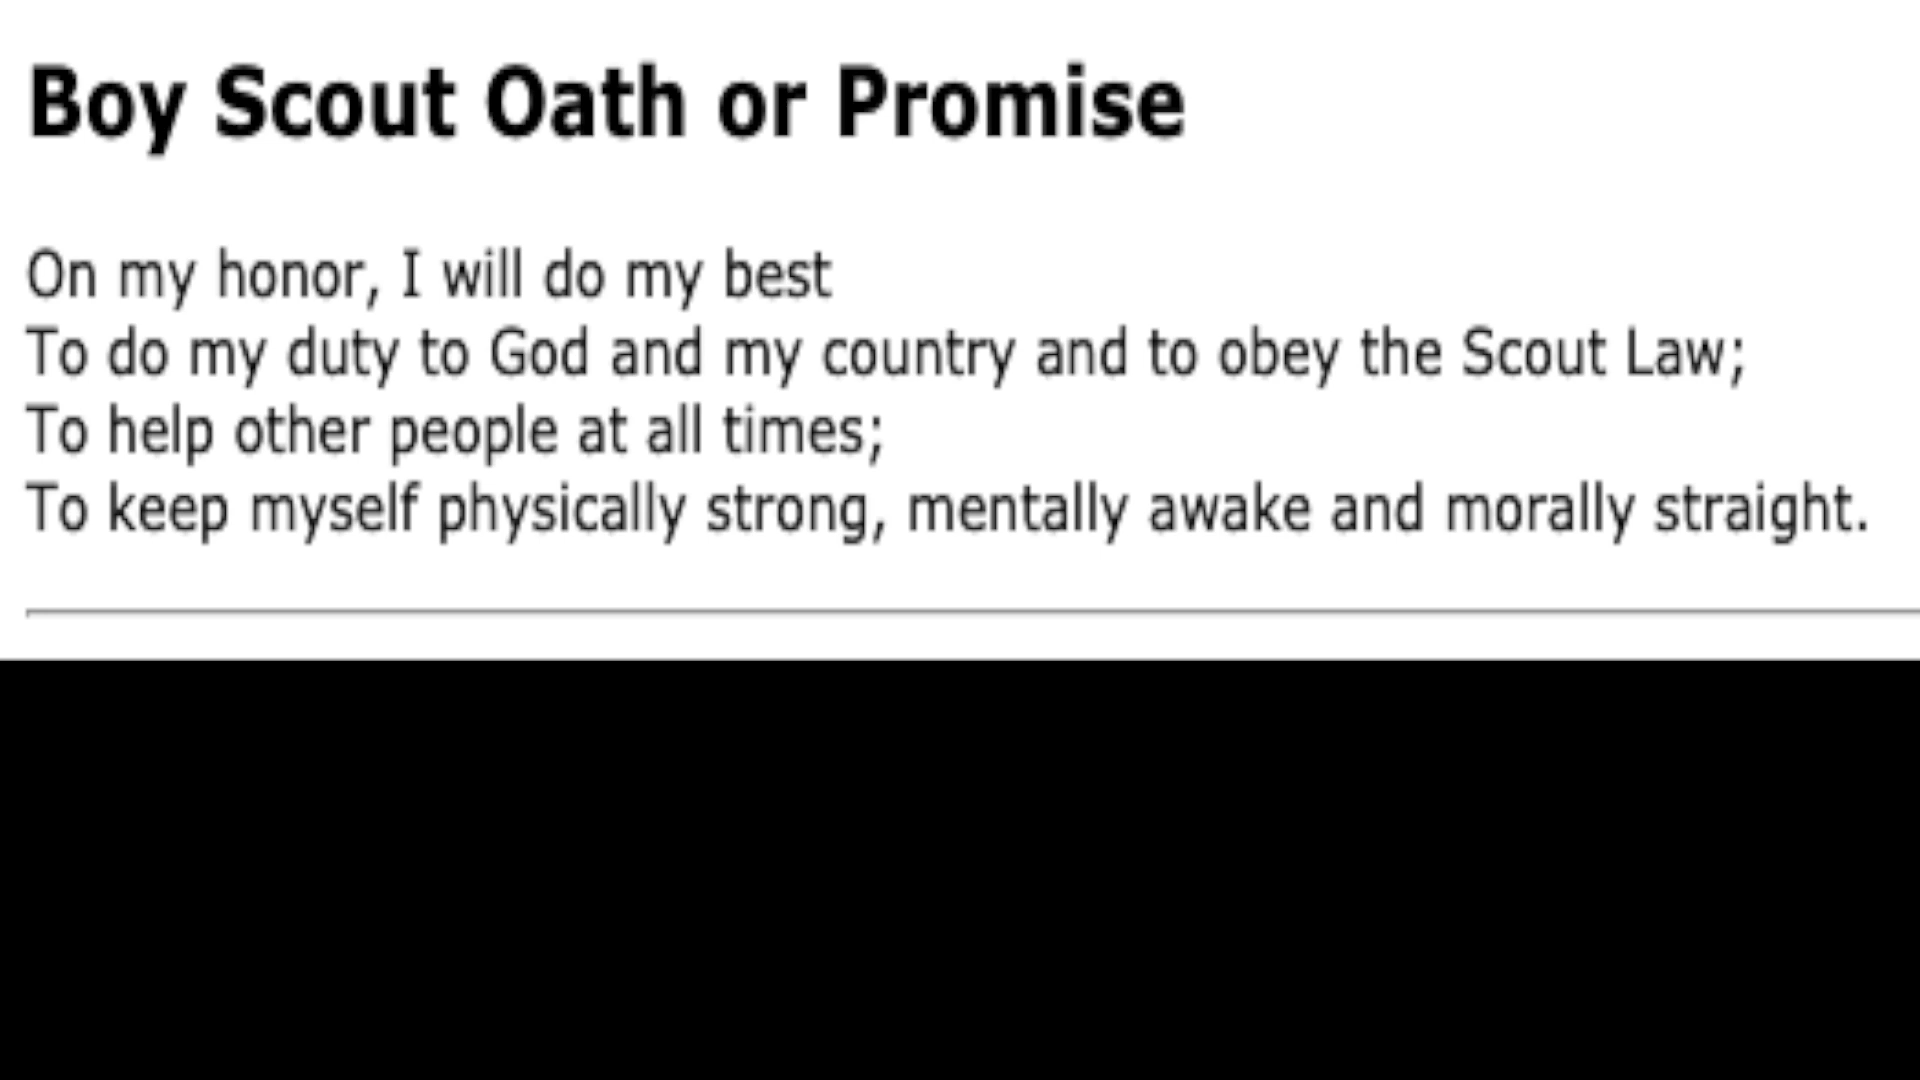 Boy Scout Oath or Promise
On my honor, I will do my best
To do my duty to God and my country and to obey the Scout Law;
To help other people at all times;
To keep myself physically strong, mentally awake and morally straight.